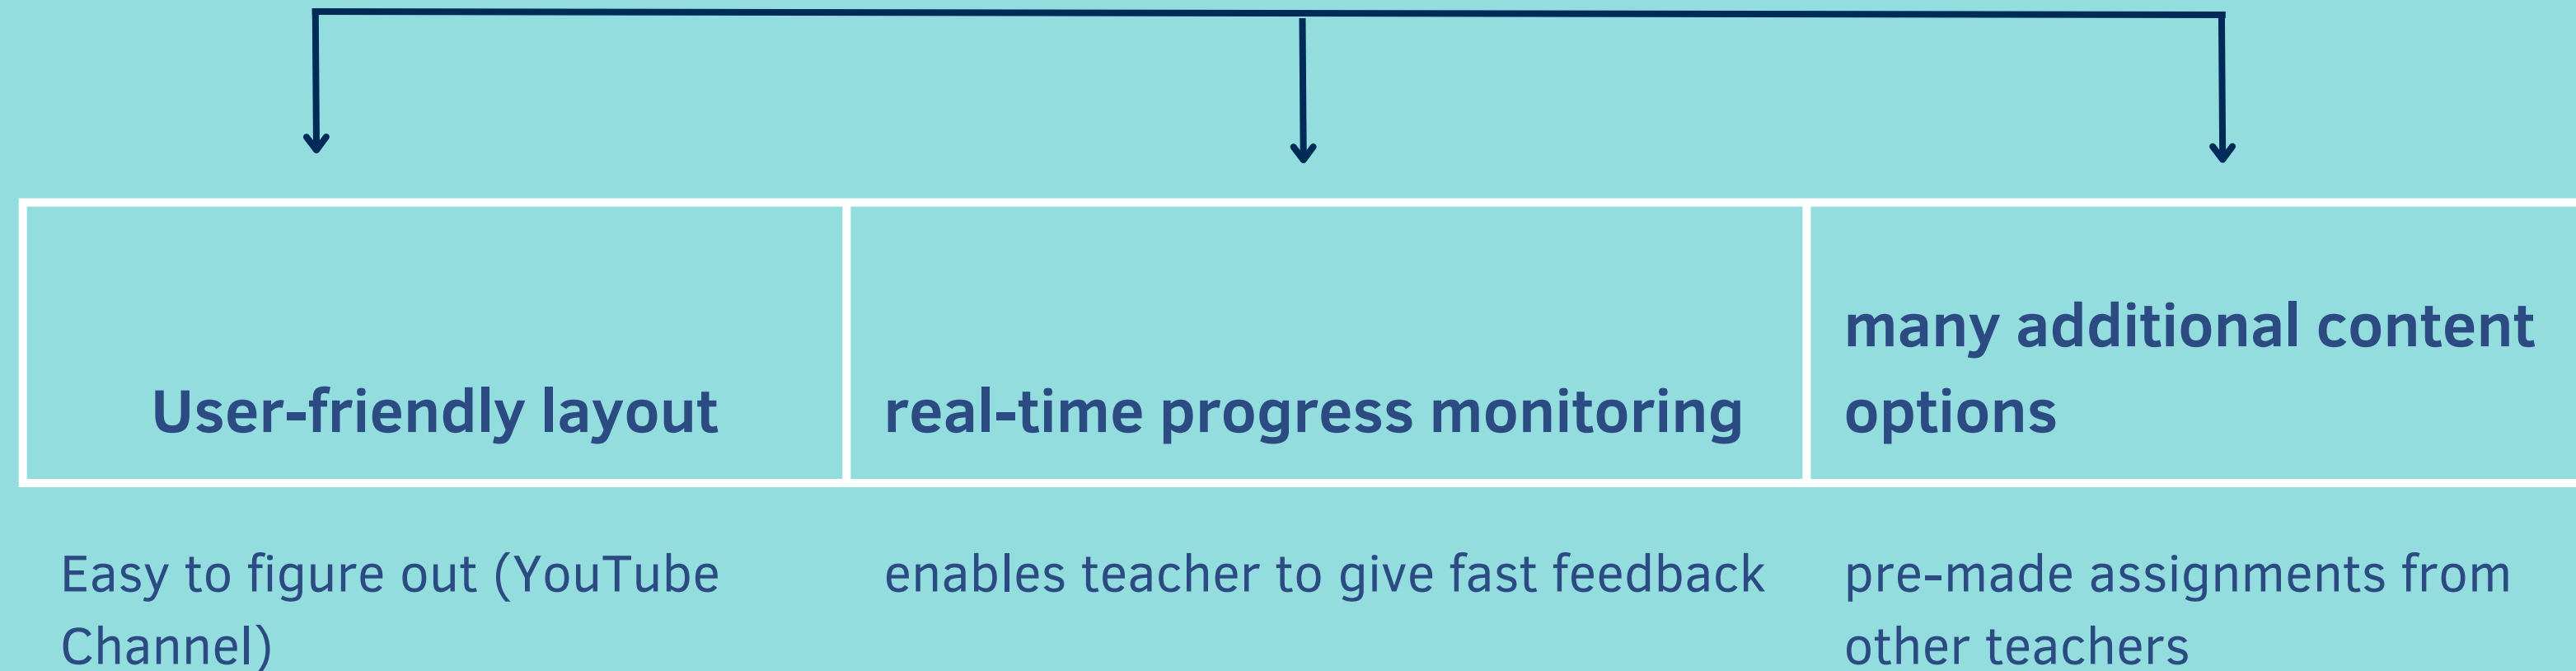 User-friendly layout
real-time progress monitoring
many additional content
options
Easy to figure out (YouTube
Channel)
enables teacher to give fast feedback
pre-made assignments from
other teachers